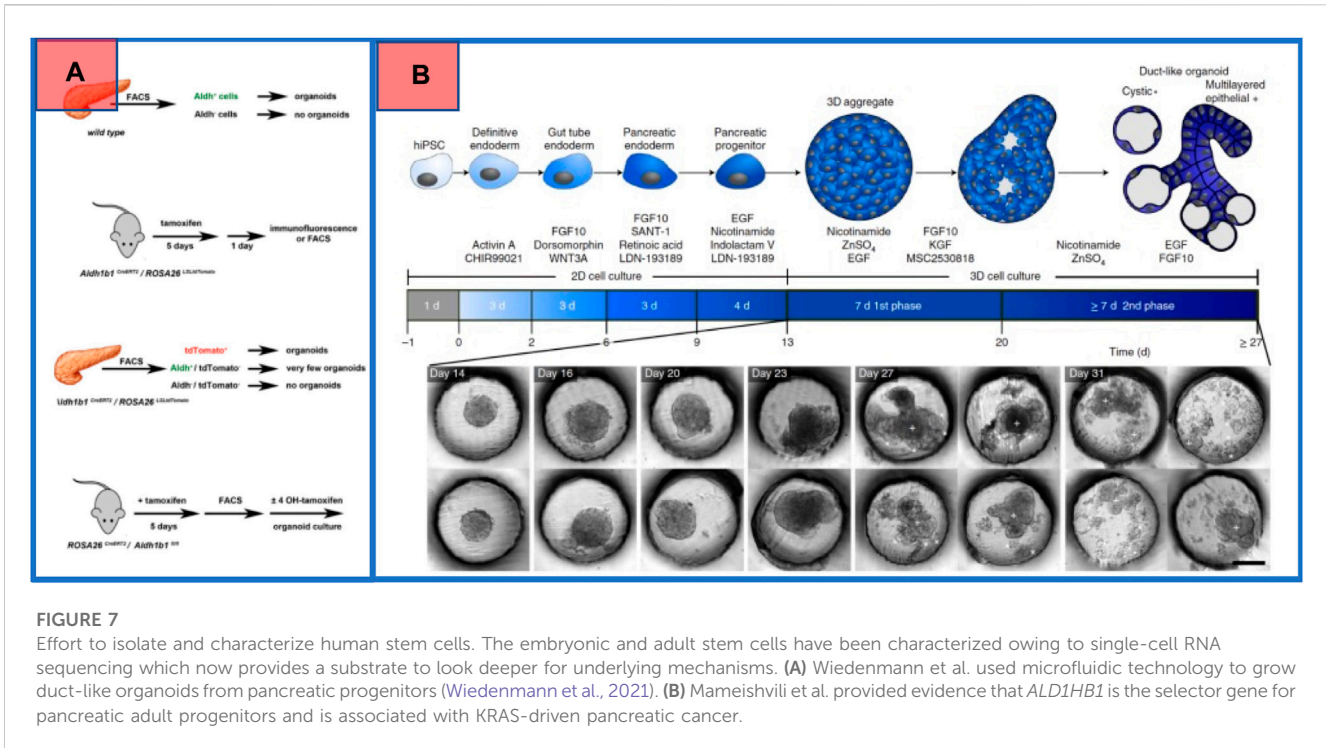 A
FACS
Aldh⁺ cells
organoids
Aldh⁻ cells
no organoids
wild type
tamoxifen
5 days
1 day
immunofluorescence
or FACS
Aldh1b1 CreERT2 / ROSA26 LSLtdTomato
FACS
tdTomato⁺
organoids
Aldh⁺/ tdTomato⁻
very few organoids
Aldh⁻/ tdTomato⁻
no organoids
ldh1b1 CreERT2 / ROSA26 LSLtdTomato
+ tamoxifen
5 days
FACS
± 4 OH-tamoxifen
organoid culture
ROSA26 CreERT2 / Aldh1b1 fl/fl
B
hiPSC
Definitive
endoderm
Gut tube
endoderm
Pancreatic
endoderm
Pancreatic
progenitor
3D aggregate
Duct-like organoid
Cystic *
Multilayered
epithelial +
Activin A
CHIR99021
FGF10
Dorsomorphin
WNT3A
FGF10
SANT-1
Retinoic acid
LDN-193189
EGF
Nicotinamide
Indolactam V
LDN-193189
Nicotinamide
ZnSO₄
EGF
FGF10
KGF
MSC2530818
Nicotinamide
ZnSO₄
EGF
FGF10
2D cell culture
3D cell culture
1 d
3 d
3 d
3 d
4 d
7 d 1st phase
≥ 7 d 2nd phase
−1
0
2
6
9
13
20
≥ 27
Time (d)
Day 14
Day 16
Day 20
Day 23
Day 27
Day 31
FIGURE 7
Effort to isolate and characterize human stem cells. The embryonic and adult stem cells have been characterized owing to single-cell RNA
sequencing which now provides a substrate to look deeper for underlying mechanisms. (A) Wiedenmann et al. used microfluidic technology to grow
duct-like organoids from pancreatic progenitors (Wiedenmann et al., 2021). (B) Mameishvili et al. provided evidence that ALD1HB1 is the selector gene for
pancreatic adult progenitors and is associated with KRAS-driven pancreatic cancer.